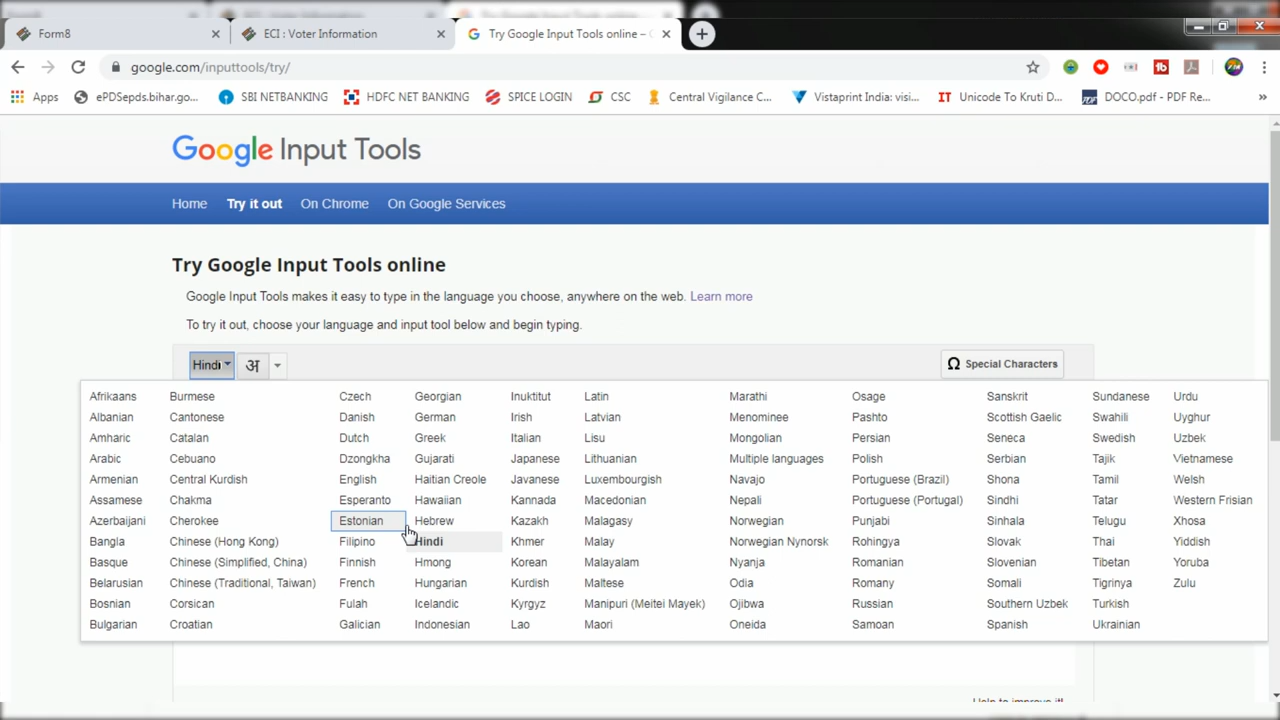 Form8
ECI : Voter Information
Try Google Input Tools online –
google.com/inputtools/try/
Apps
ePDSepds.bihar.go...
SBI NETBANKING
HDFC NET BANKING
SPICE LOGIN
CSC
Central Vigilance C...
Vistaprint India: visi...
IT Unicode To Kruti D...
DOCO.pdf - PDF Re...
»
Google Input Tools
Home Try it out On Chrome On Google Services
Try Google Input Tools online
Google Input Tools makes it easy to type in the language you choose, anywhere on the web. Learn more
To try it out, choose your language and input tool below and begin typing.
Hindi अ Ω Special Characters
Afrikaans Burmese Czech Georgian Inuktitut Latin Marathi Osage Sanskrit Sundanese Urdu
Albanian Cantonese Danish German Irish Latvian Menominee Pashto Scottish Gaelic Swahili Uyghur
Amharic Catalan Dutch Greek Italian Lisu Mongolian Persian Seneca Swedish Uzbek
Arabic Cebuano Dzongkha Gujarati Japanese Lithuanian Multiple languages Polish Serbian Tajik Vietnamese
Armenian Central Kurdish English Haitian Creole Javanese Luxembourgish Navajo Portuguese (Brazil) Shona Tamil Welsh
Assamese Chakma Esperanto Hawaiian Kannada Macedonian Nepali Portuguese (Portugal) Sindhi Tatar Western Frisian
Azerbaijani Cherokee Estonian Hebrew Kazakh Malagasy Norwegian Punjabi Sinhala Telugu Xhosa
Bangla Chinese (Hong Kong) Filipino Hindi Khmer Malay Norwegian Nynorsk Rohingya Slovak Thai Yiddish
Basque Chinese (Simplified, China) Finnish Hmong Korean Malayalam Nyanja Romanian Slovenian Tibetan Yoruba
Belarusian Chinese (Traditional, Taiwan) French Hungarian Kurdish Maltese Odia Romany Somali Tigrinya Zulu
Bosnian Corsican Fulah Icelandic Kyrgyz Manipuri (Meitei Mayek) Ojibwa Russian Southern Uzbek Turkish
Bulgarian Croatian Galician Indonesian Lao Maori Oneida Samoan Spanish Ukrainian
Help to improve it!